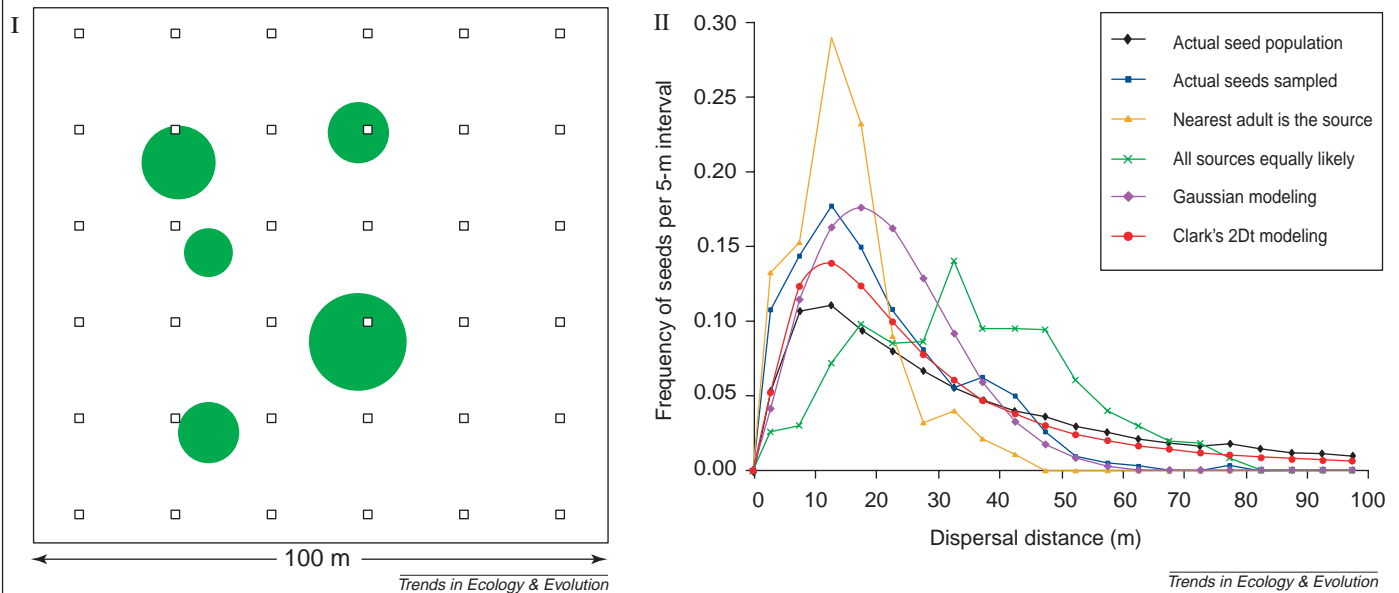 I
100 m
Trends in Ecology & Evolution
II
Frequency of seeds per 5-m interval
0.30
0.25
0.20
0.15
0.10
0.05
0.00
0 10 20 30 40 50 60 70 80 90 100
Dispersal distance (m)
Actual seed population
Actual seeds sampled
Nearest adult is the source
All sources equally likely
Gaussian modeling
Clark's 2Dt modeling
Trends in Ecology & Evolution